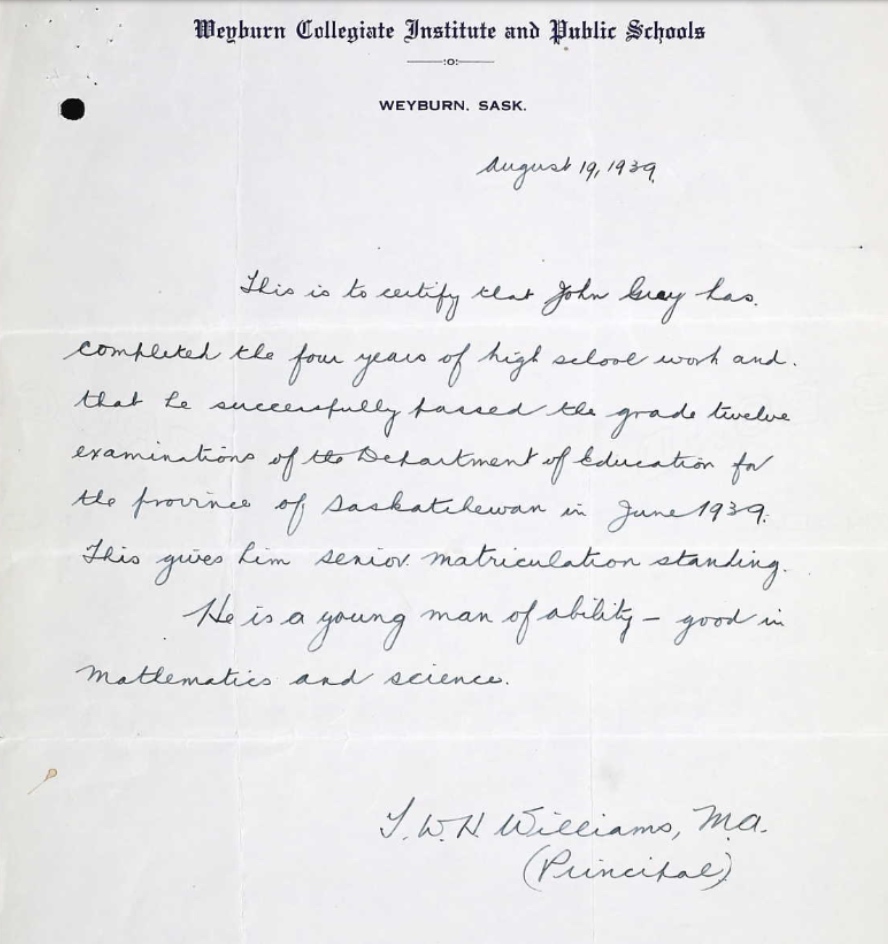 Weyburn Collegiate Institute and Public Schools
:o:
WEYBURN. SASK.
August 19, 1939.
This is to certify that John Gray has
completed the four years of high school work and
that he successfully passed the grade twelve
examinations of the Department of Education for
the province of Saskatchewan in June 1939.
This gives him senior matriculation standing.
He is a young man of ability – good in
mathematics and science.
T. W. H Williams, M.A.
(Principal)